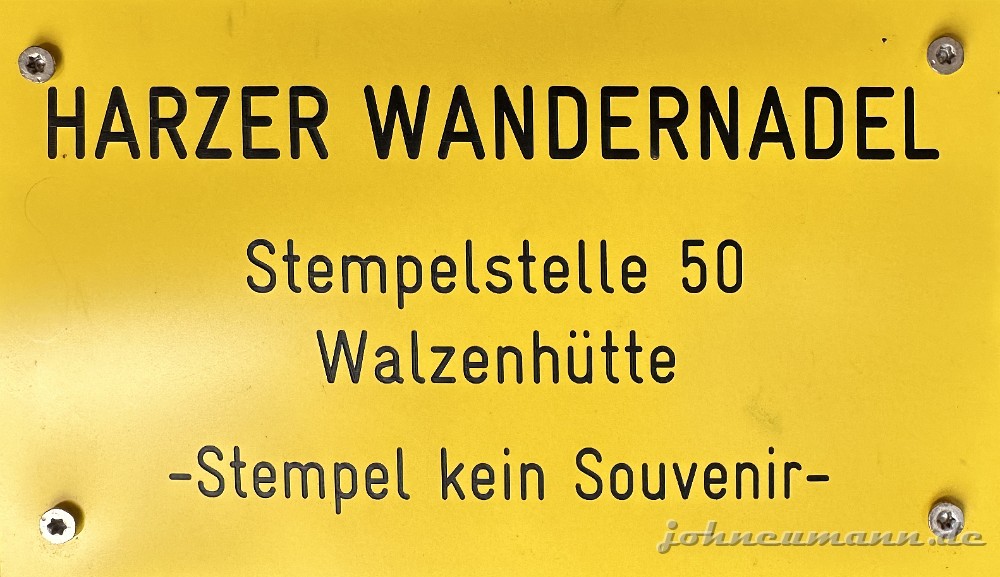 HARZER WANDERNADEL
Stempelstelle 50
Walzenhütte
-Stempel kein Souvenir-
johneumann.de